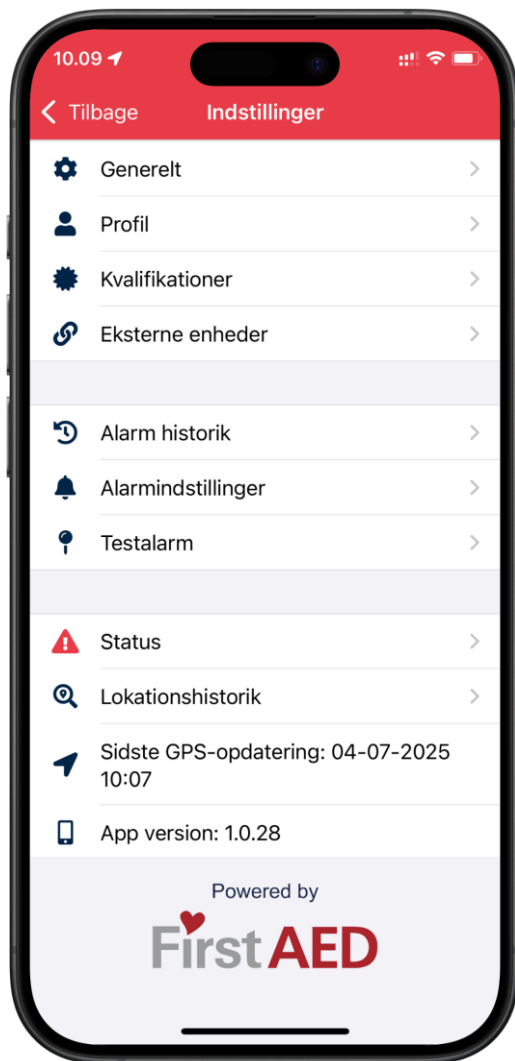 10.09
Tilbage
Indstillinger
Generelt
Profil
Kvalifikationer
Eksterne enheder
Alarm historik
Alarmindstillinger
Testalarm
Status
Lokationshistorik
Sidste GPS-opdatering: 04-07-2025
10:07
App version: 1.0.28
Powered by
First AED